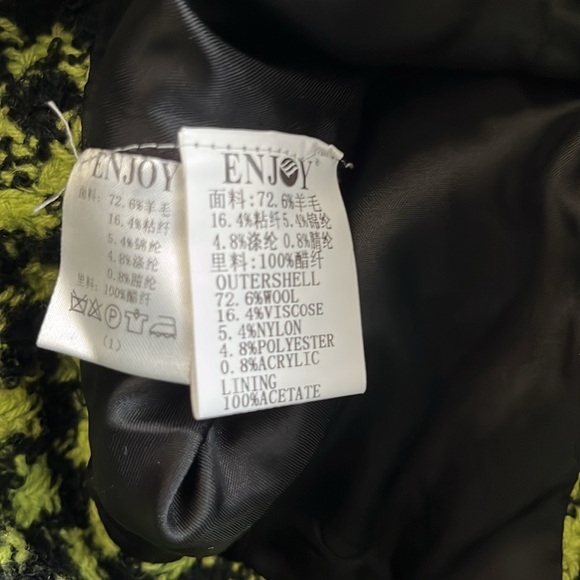 ENJOY
面料: 72.6%羊毛
16.4%粘纤
5.4%锦纶
4.8%涤纶
0.8%腈纶
里料: 100%醋纤
(1)
ENJOY®
面料:72.6%羊毛
16.4%粘纤5.4%锦纶
4.8%涤纶 0.8%腈纶
里料:100%醋纤
OUTERSHELL
72.6%WOOL
16.4%VISCOSE
5.4%NYLON
4.8%POLYESTER
0.8%ACRYLIC
LINING
100%ACETATE